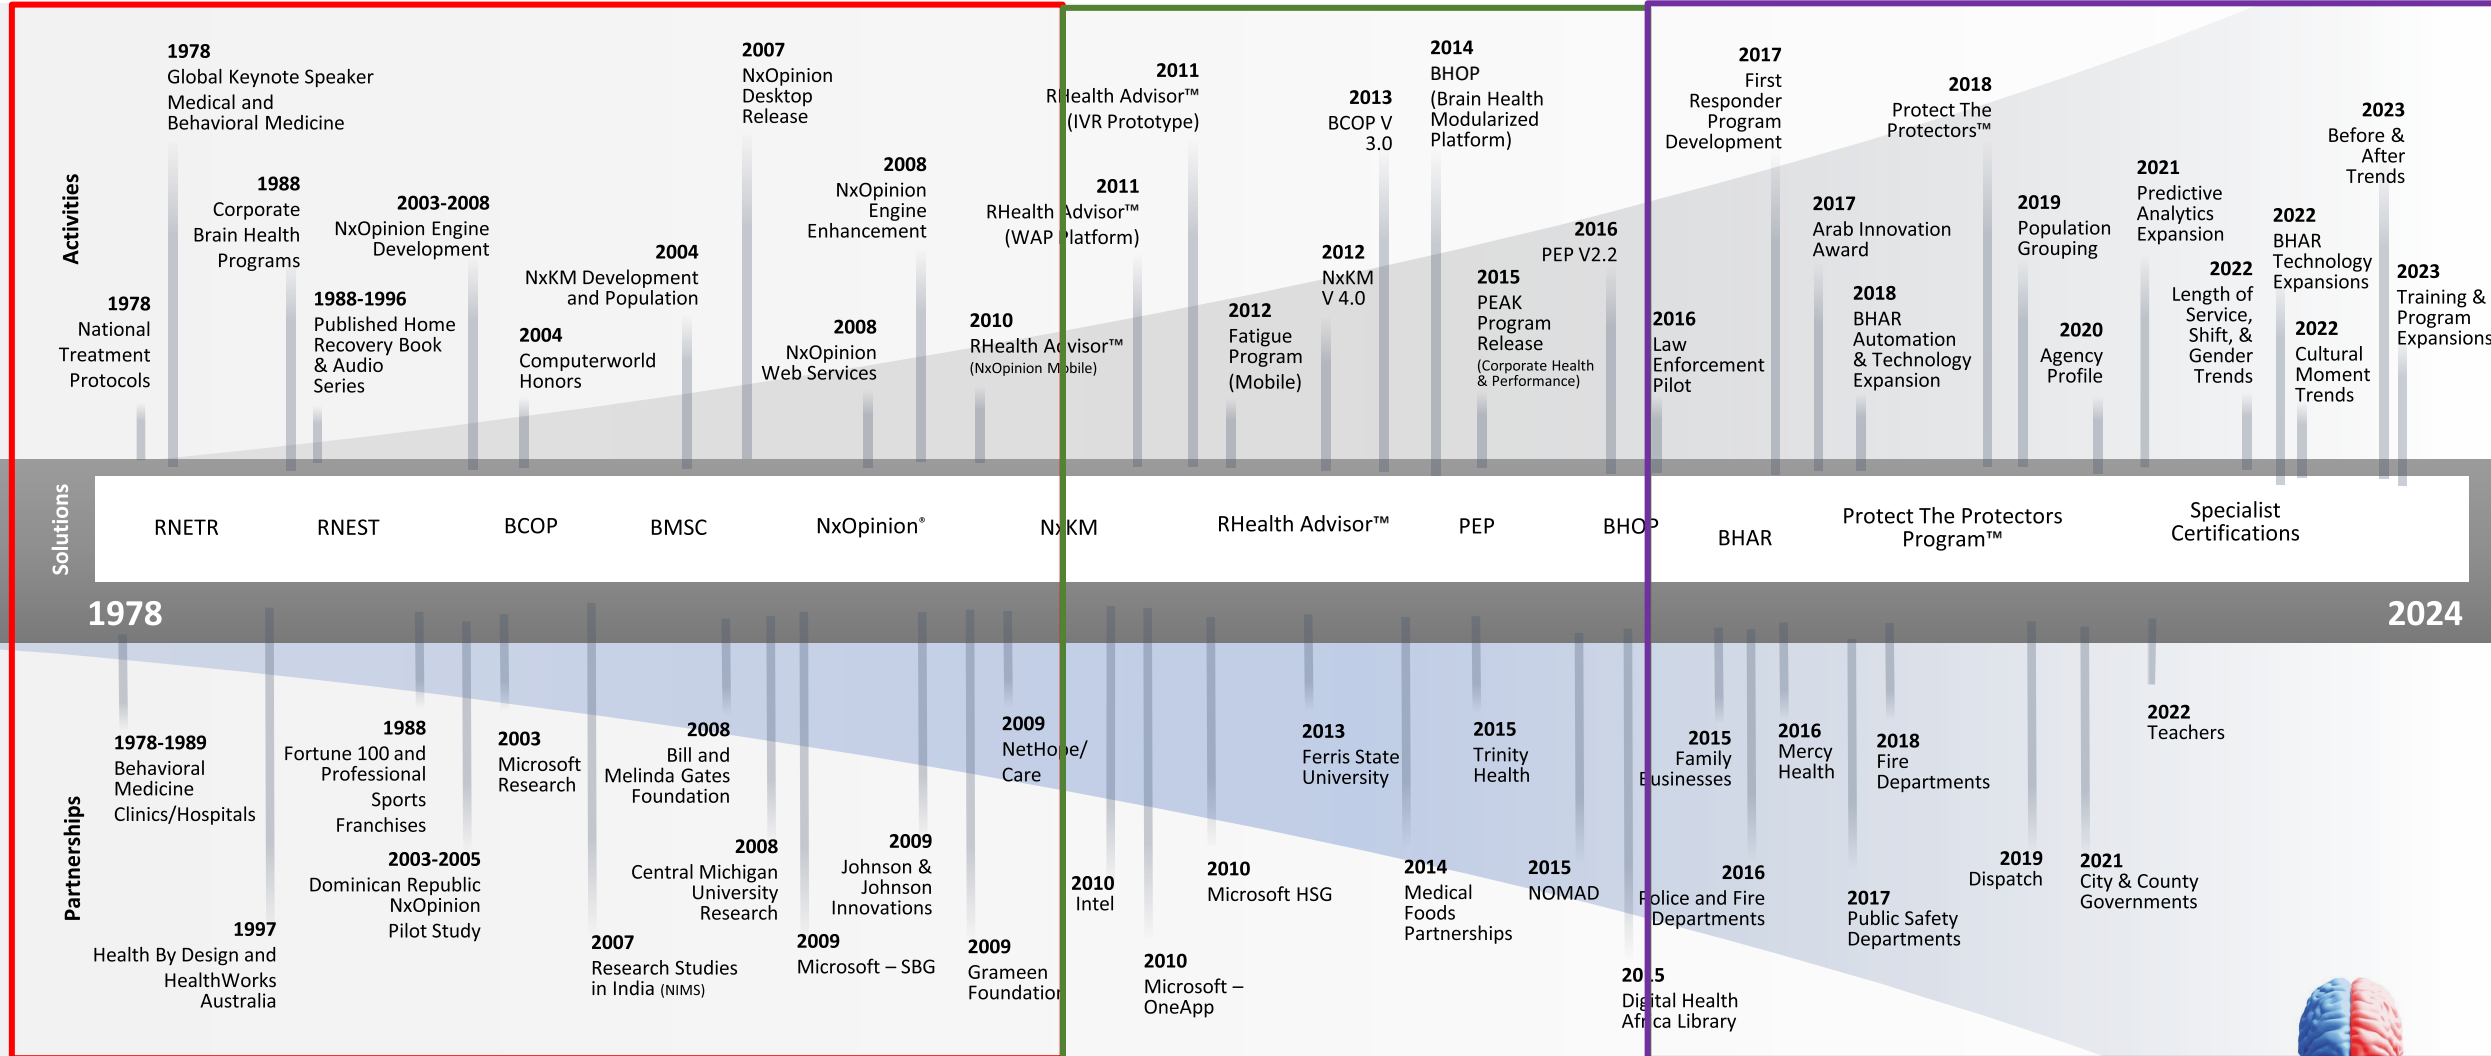 Activities
1978
Global Keynote Speaker
Medical and
Behavioral Medicine
1978
National
Treatment
Protocols
1988
Corporate
Brain Health
Programs
1988-1996
Published Home
Recovery Book
& Audio
Series
2003-2008
NxOpinion Engine
Development
2004
Computerworld
Honors
2004
NxKM Development
and Population
2007
NxOpinion
Desktop
Release
2008
NxOpinion
Web Services
2008
NxOpinion
Engine
Enhancement
2010
RHealth Advisor™
(NxOpinion Mobile)
2011
RHealth Advisor™
(WAP Platform)
2011
RHealth Advisor™
(IVR Prototype)
2012
Fatigue
Program
(Mobile)
2012
NxKM
V 4.0
2013
BCOP V
3.0
2014
BHOP
(Brain Health
Modularized
Platform)
2015
PEAK
Program
Release
(Corporate Health
& Performance)
2016
PEP V2.2
2016
Law
Enforcement
Pilot
2017
First
Responder
Program
Development
2017
Arab Innovation
Award
2018
BHAR
Automation
& Technology
Expansion
2018
Protect The
Protectors™
2019
Population
Grouping
2020
Agency
Profile
2021
Predictive
Analytics
Expansion
2022
Length of
Service,
Shift, &
Gender
Trends
2022
BHAR
Technology
Expansions
2022
Cultural
Moment
Trends
2023
Before &
After
Trends
2023
Training &
Program
Expansions
Solutions
RNETR
RNEST
BCOP
BMSC
NxOpinion®
NxKM
RHealth Advisor™
PEP
BHOP
BHAR
Protect The Protectors
Program™
Specialist
Certifications
1978
2024
Partnerships
1978-1989
Behavioral
Medicine
Clinics/Hospitals
1997
Health By Design and
HealthWorks
Australia
1988
Fortune 100 and
Professional
Sports
Franchises
2003-2005
Dominican Republic
NxOpinion
Pilot Study
2003
Microsoft
Research
2007
Research Studies
in India (NIMS)
2008
Bill and
Melinda Gates
Foundation
2008
Central Michigan
University
Research
2009
Microsoft – SBG
2009
Johnson &
Johnson
Innovations
2009
Grameen
Foundation
2009
NetHope/
Care
2010
Intel
2010
Microsoft –
OneApp
2010
Microsoft HSG
2013
Ferris State
University
2014
Medical
Foods
Partnerships
2015
Trinity
Health
2015
NOMAD
2015
Digital Health
Africa Library
2015
Family
Businesses
2016
Police and Fire
Departments
2016
Mercy
Health
2017
Public Safety
Departments
2018
Fire
Departments
2019
Dispatch
2021
City & County
Governments
2022
Teachers